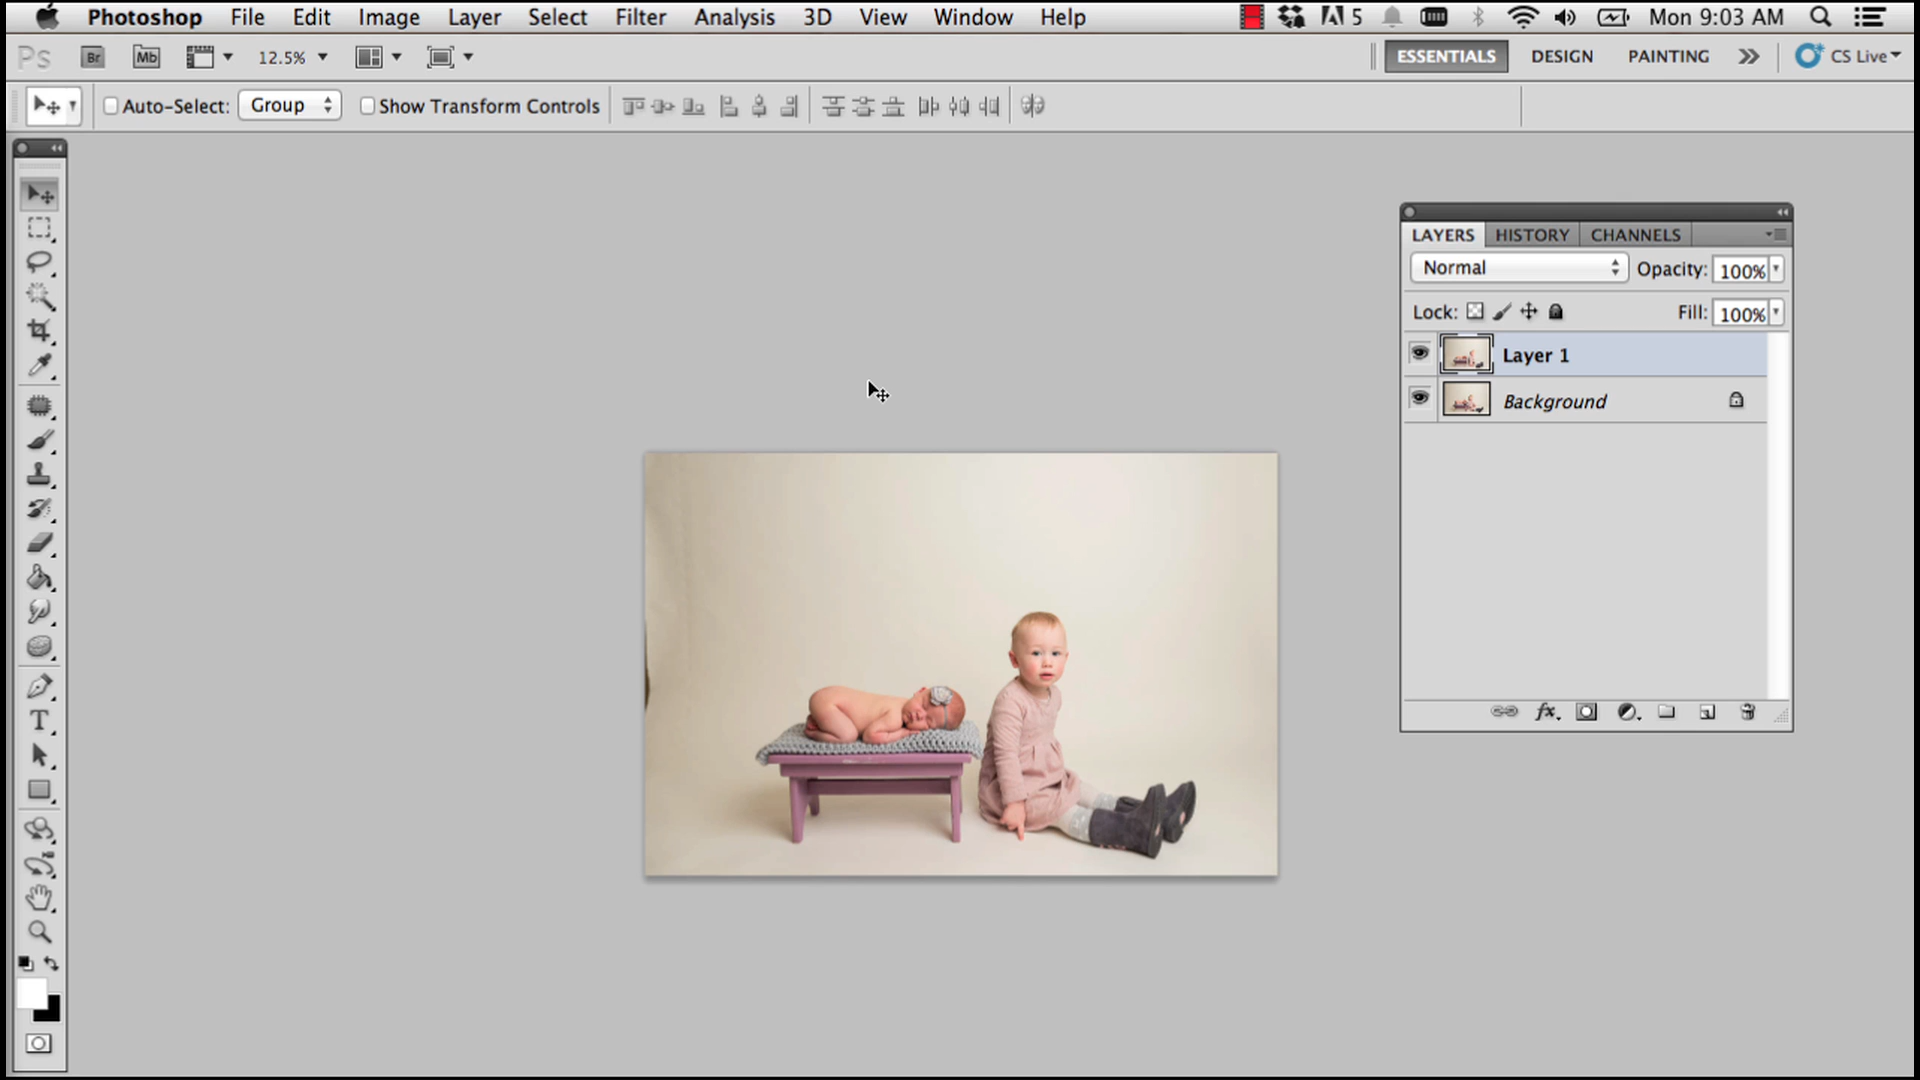 Photoshop File Edit Image Layer Select Filter Analysis 3D View Window Help 5 Mon 9:03 AM
Ps Br Mb 12.5% ESSENTIALS DESIGN PAINTING CS Live
Auto-Select: Group Show Transform Controls
LAYERS HISTORY CHANNELS
Normal Opacity: 100%
Lock: Fill: 100%
Layer 1
Background
fx
T